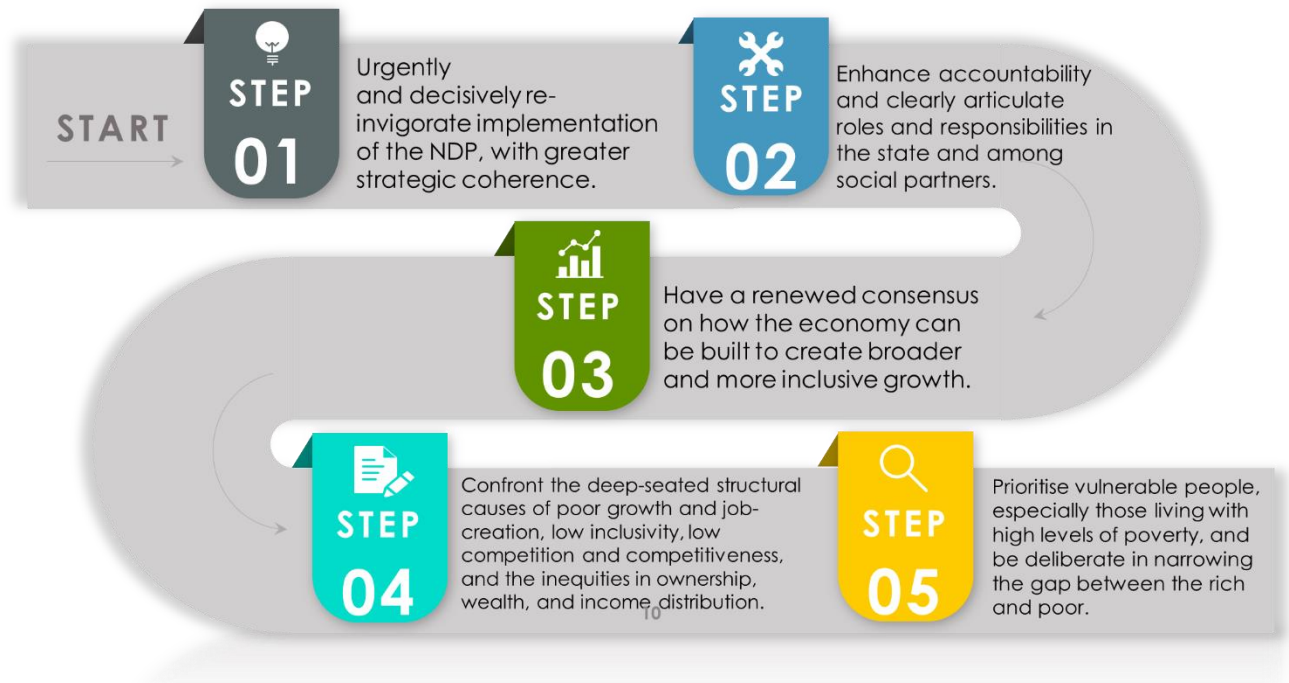 START
STEP
01
Urgently
and decisively re-
invigorate implementation
of the NDP, with greater
strategic coherence.
STEP
02
Enhance accountability
and clearly articulate
roles and responsibilities in
the state and among
social partners.
STEP
03
Have a renewed consensus
on how the economy can
be built to create broader
and more inclusive growth.
STEP
04
Confront the deep-seated structural
causes of poor growth and job-
creation, low inclusivity, low
competition and competitiveness,
and the inequities in ownership,
wealth, and income distribution.
10
STEP
05
Prioritise vulnerable people,
especially those living with
high levels of poverty, and
be deliberate in narrowing
the gap between the rich
and poor.